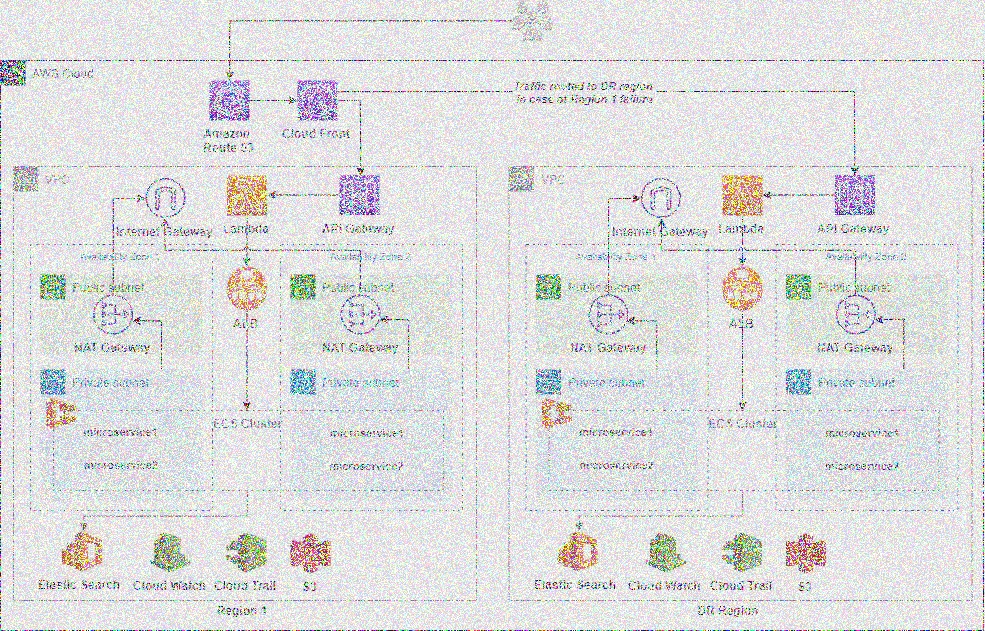 AWS Cloud
Traffic routed to DR region
in case of Region 1 failure
Amazon
Route 53
Cloud Front
VPC
Internet Gateway
Lambda
API Gateway
Availability Zone 1
Availability Zone 2
Public subnet
Public subnet
ALB
NAT Gateway
NAT Gateway
Private subnet
Private subnet
ECS Cluster
microservice1
microservice1
microservice2
microservice2
Elastic Search
Cloud Watch
Cloud Trail
S3
Region 1
VPC
Internet Gateway
Lambda
API Gateway
Availability Zone 1
Availability Zone 2
Public subnet
Public subnet
ALB
NAT Gateway
NAT Gateway
Private subnet
Private subnet
ECS Cluster
microservice1
microservice1
microservice2
microservice2
Elastic Search
Cloud Watch
Cloud Trail
S3
DR Region